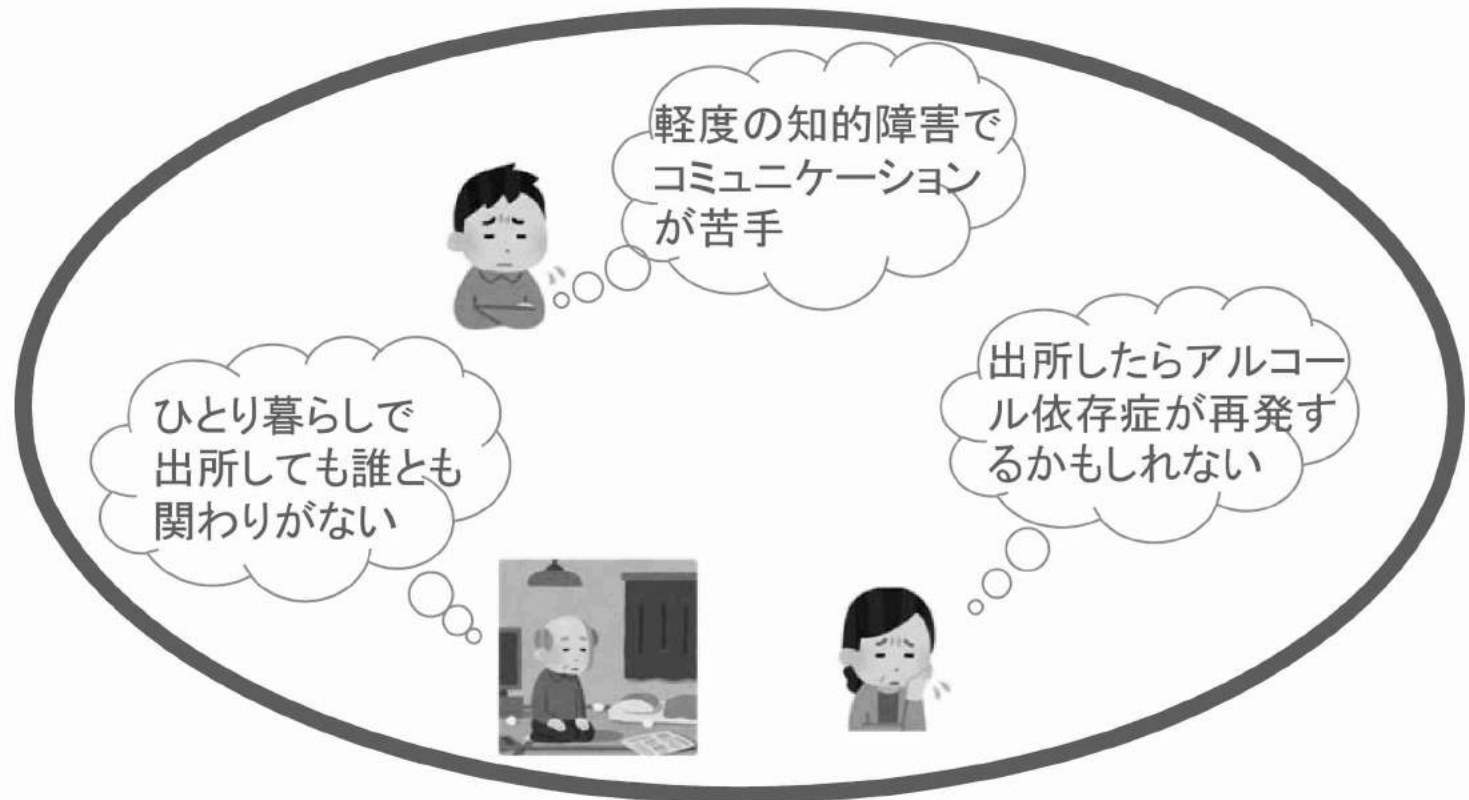 軽度の知的障害で
コミュニケーション
が苦手
ひとり暮らしで
出所しても誰とも
関わりがない
出所したらアルコー
ル依存症が再発す
るかもしれない